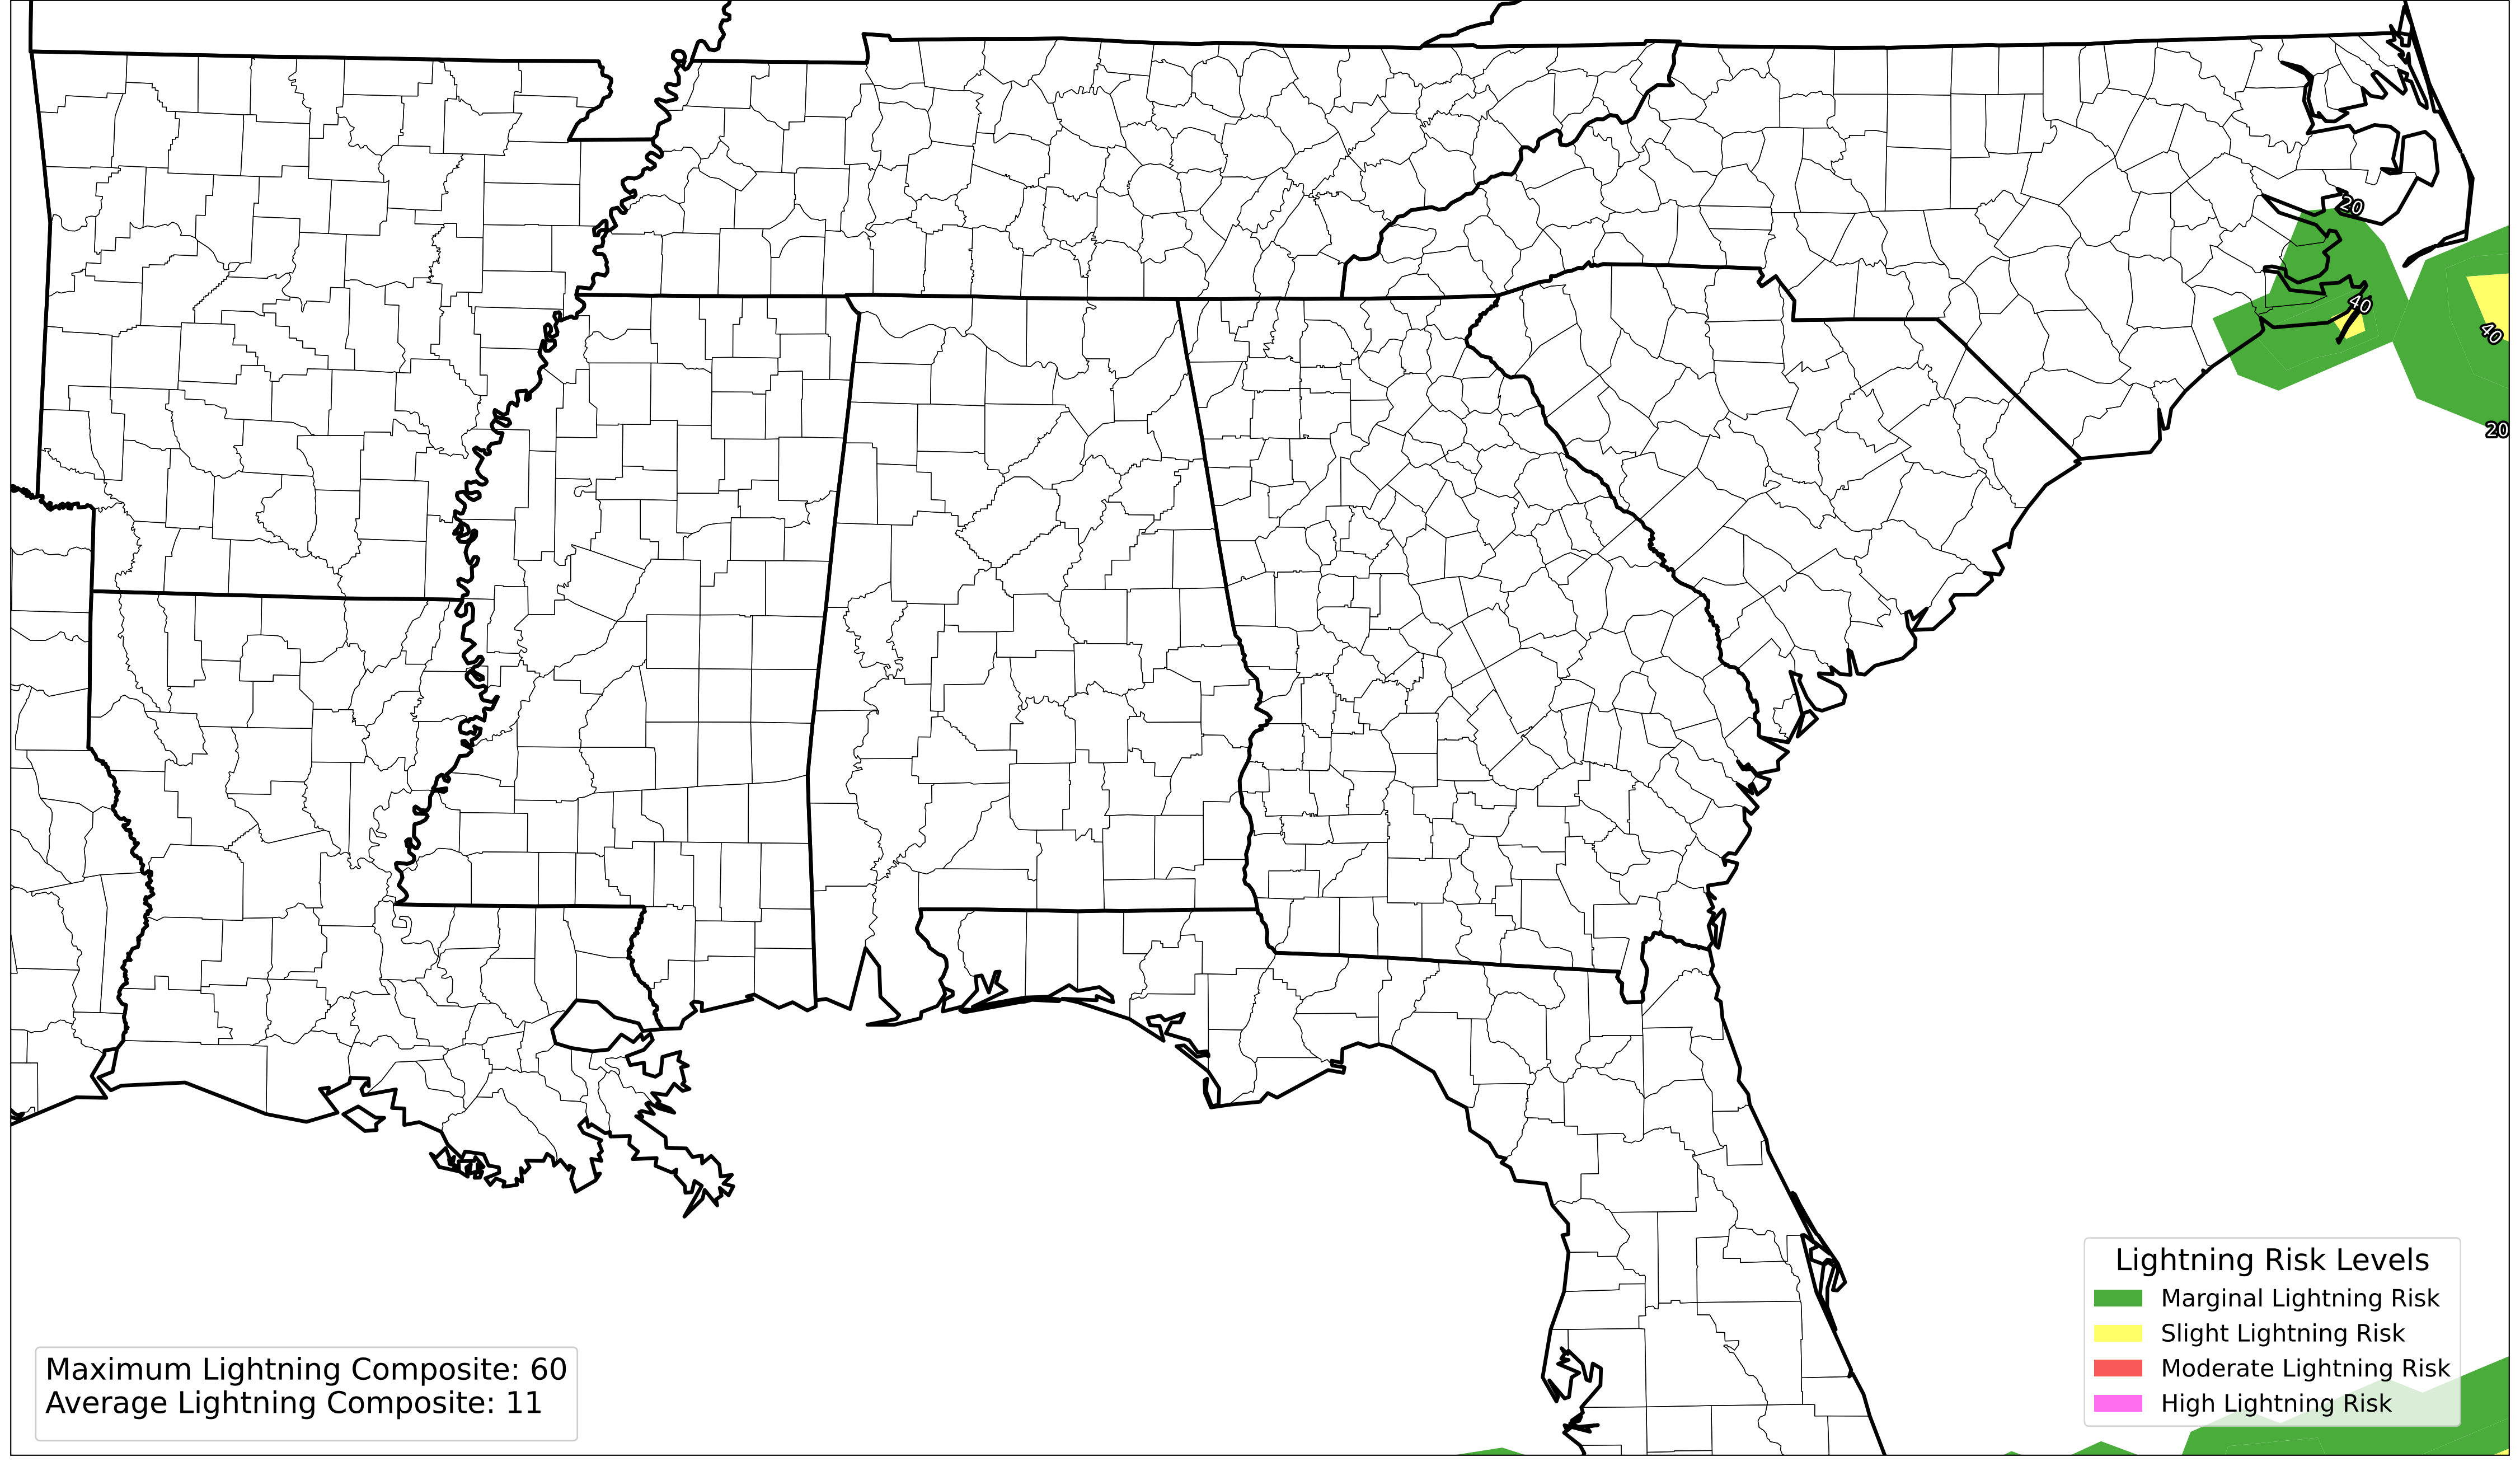 20
40
40
20
Lightning Risk Levels
Marginal Lightning Risk
Slight Lightning Risk
Moderate Lightning Risk
High Lightning Risk
Maximum Lightning Composite: 60
Average Lightning Composite: 11